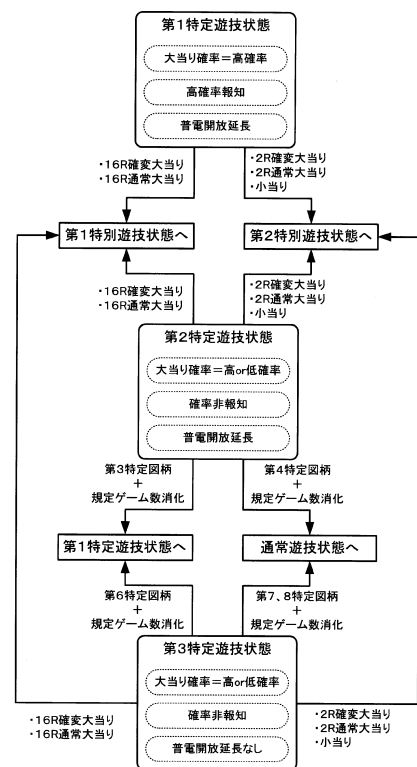 第1特定遊技状態
大当り確率=高確率
高確率報知
普電開放延長
・16R確変大当り
・16R通常大当り
・2R確変大当り
・2R通常大当り
・小当り
第1特別遊技状態へ
第2特別遊技状態へ
・16R確変大当り
・16R通常大当り
・2R確変大当り
・2R通常大当り
・小当り
第2特定遊技状態
大当り確率=高or低確率
確率非報知
普電開放延長
第3特定図柄
+
規定ゲーム数消化
第4特定図柄
+
規定ゲーム数消化
第1特定遊技状態へ
通常遊技状態へ
第6特定図柄
+
規定ゲーム数消化
第7、8特定図柄
+
規定ゲーム数消化
第3特定遊技状態
大当り確率=高or低確率
確率非報知
普電開放延長なし
・16R確変大当り
・16R通常大当り
・2R確変大当り
・2R通常大当り
・小当り